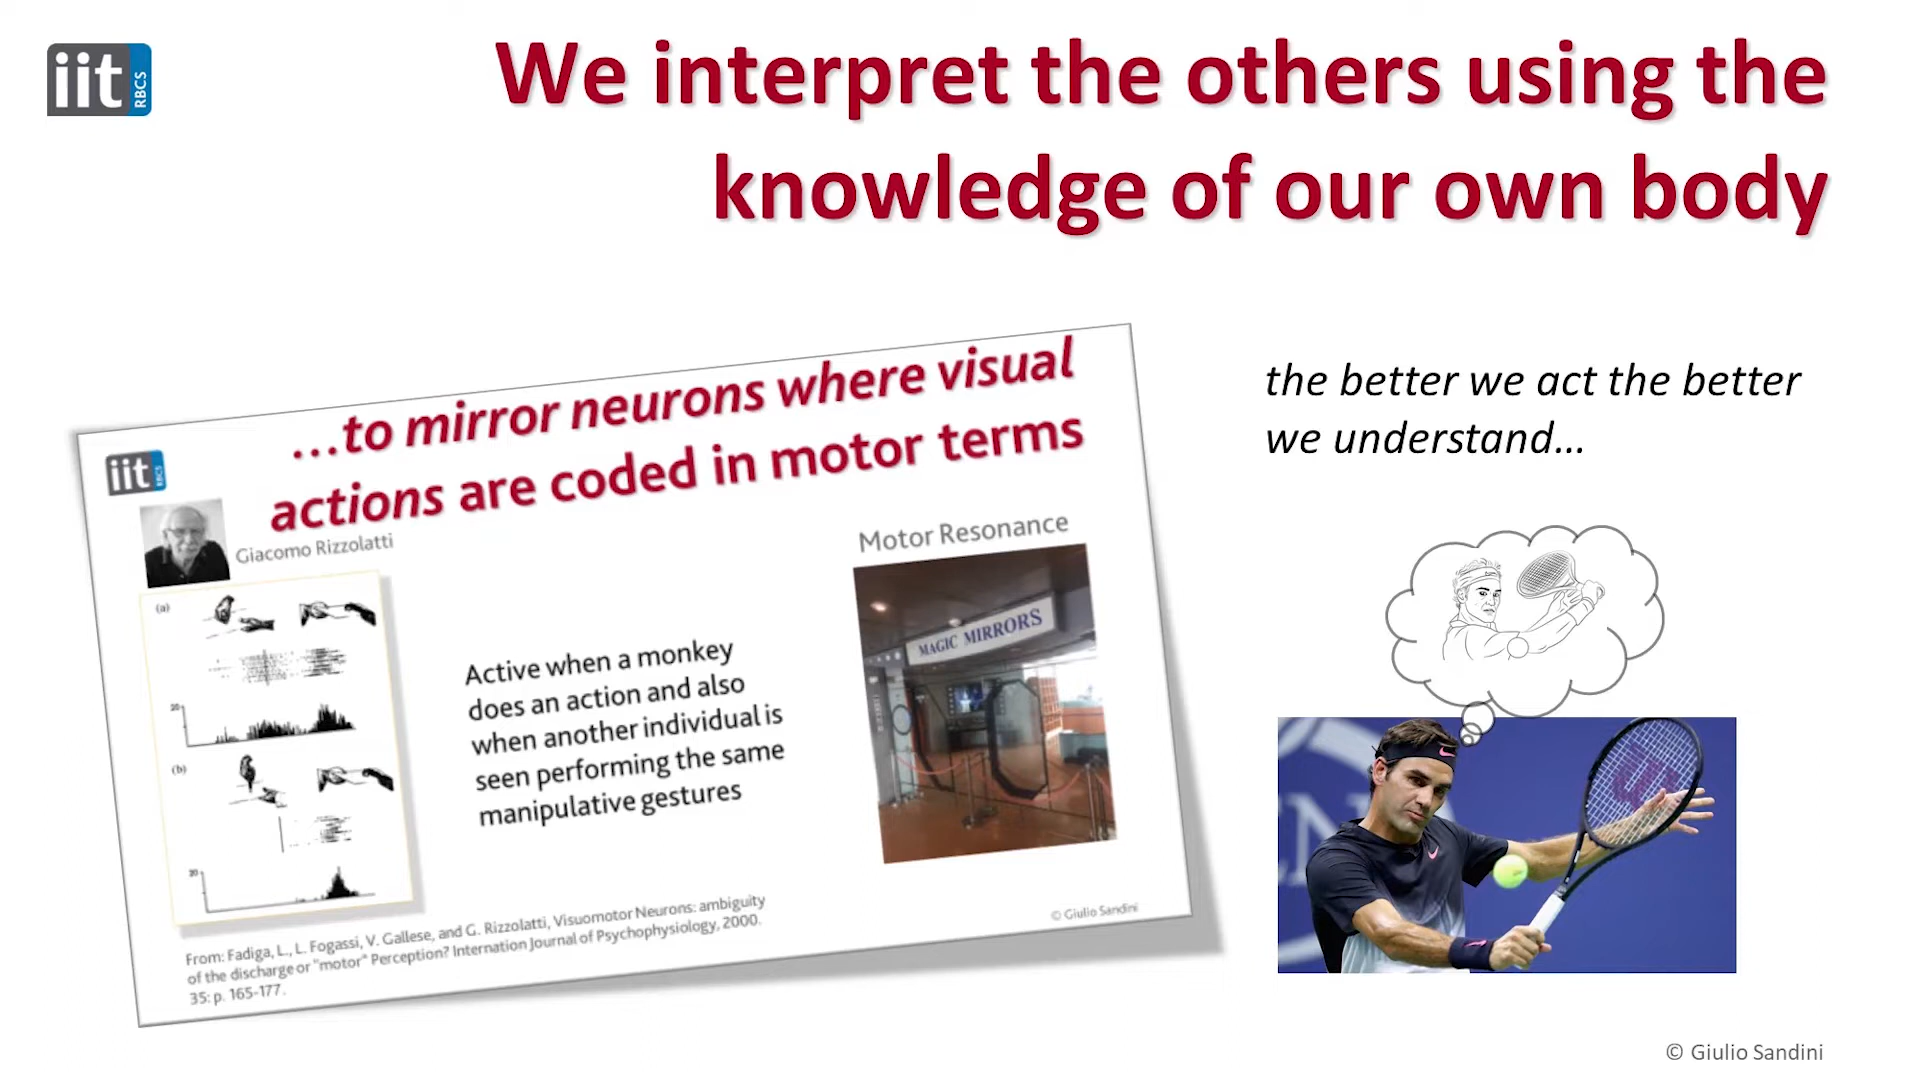 iit
RBCS
We interpret the others using the
knowledge of our own body
...to mirror neurons where visual
actions are coded in motor terms
iit
RBCS
Giacomo Rizzolatti
Motor Resonance
(a)
20
(b)
20
Active when a monkey
does an action and also
when another individual is
seen performing the same
manipulative gestures
MAGIC MIRRORS
From: Fadiga, L., L. Fogassi, V. Gallese, and G. Rizzolatti, Visuomotor Neurons: ambiguity
of the discharge or "motor" Perception? Internation Journal of Psychophysiology, 2000.
35: p. 165-177.
© Giulio Sandini
the better we act the better
we understand...
© Giulio Sandini